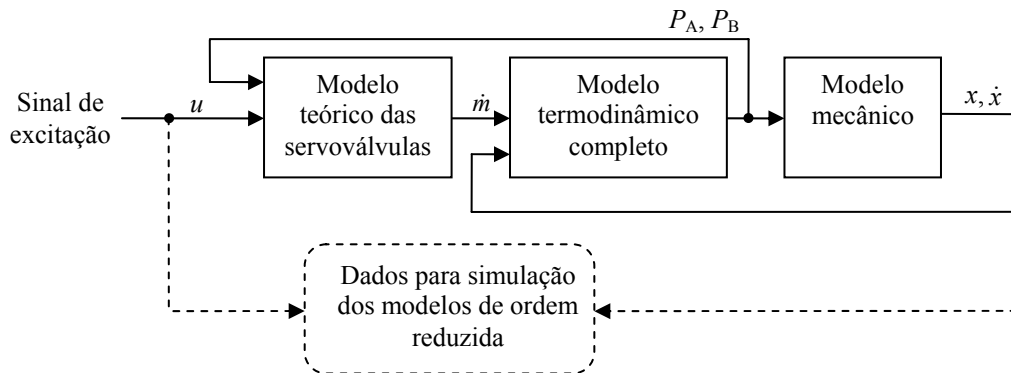 P_A, P_B
Sinal de
excitação
u
Modelo
teórico das
servoválvulas
ṁ
Modelo
termodinâmico
completo
Modelo
mecânico
x, ẋ
Dados para simulação
dos modelos de ordem
reduzida